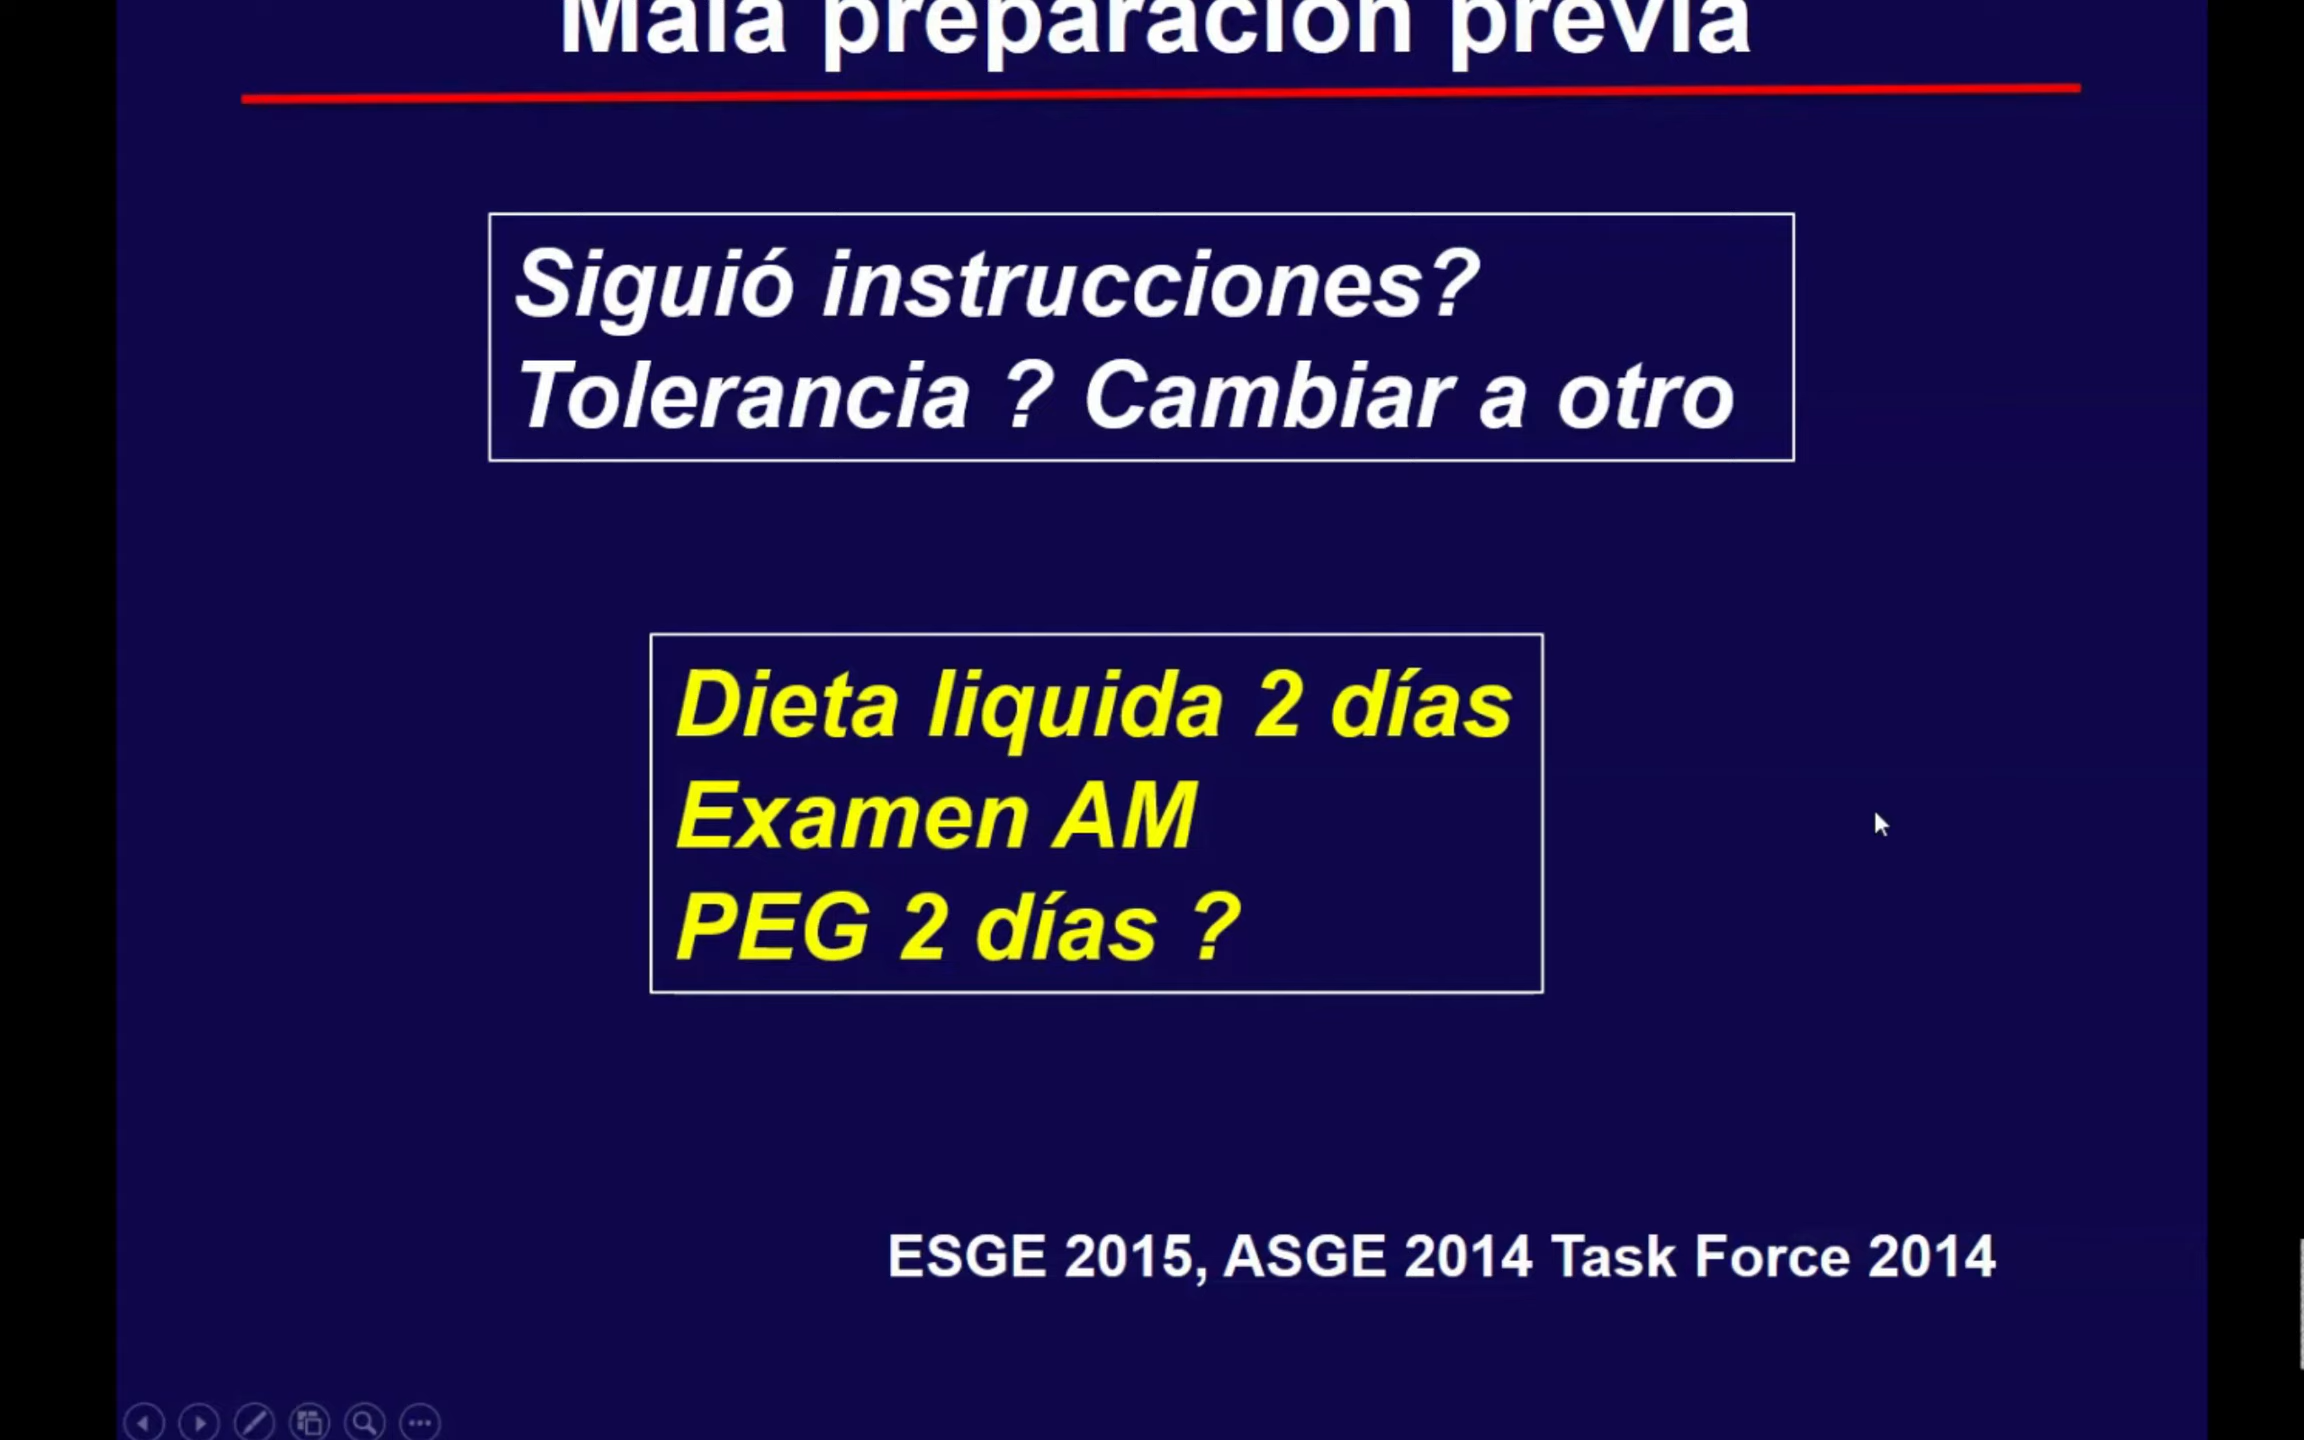 Mala preparación previa
Siguió instrucciones?
Tolerancia ? Cambiar a otro
Dieta liquida 2 días
Examen AM
PEG 2 días ?
ESGE 2015, ASGE 2014 Task Force 2014